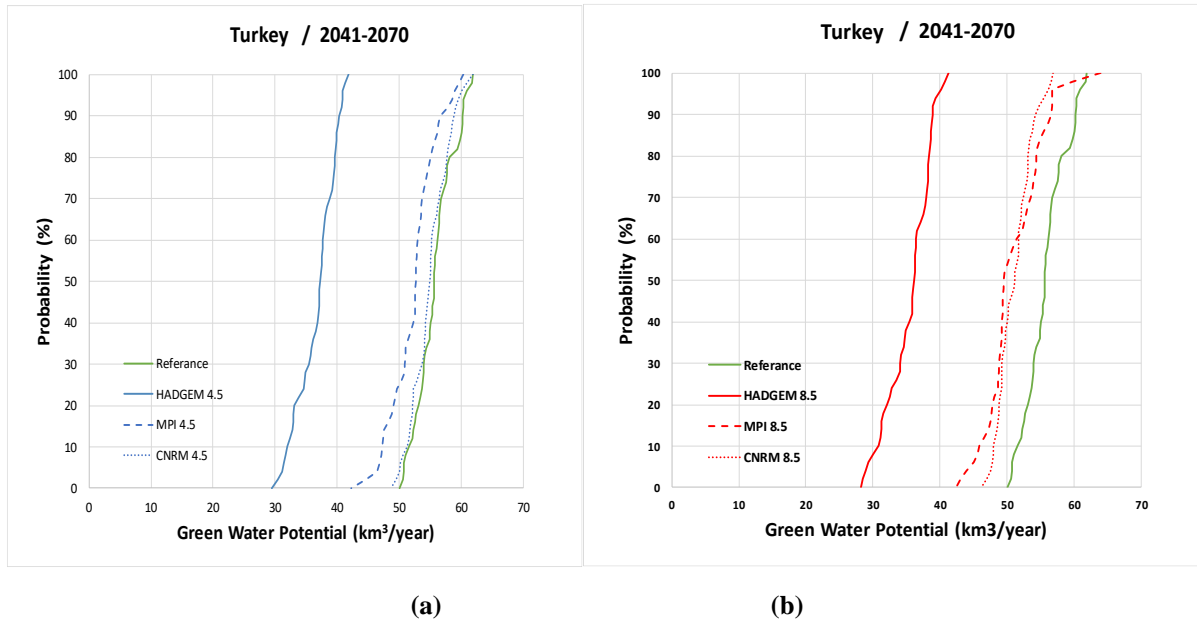 Turkey / 2041-2070
100
90
80
70
60
50
40
30
20
10
0
Probability (%)
Referance
HADGEM 4.5
MPI 4.5
CNRM 4.5
0 10 20 30 40 50 60 70
Green Water Potential (km³/year)
(a)
Turkey / 2041-2070
100
90
80
70
60
50
40
30
20
10
0
Probability (%)
Referance
HADGEM 8.5
MPI 8.5
CNRM 8.5
0 10 20 30 40 50 60 70
Green Water Potential (km3/year)
(b)